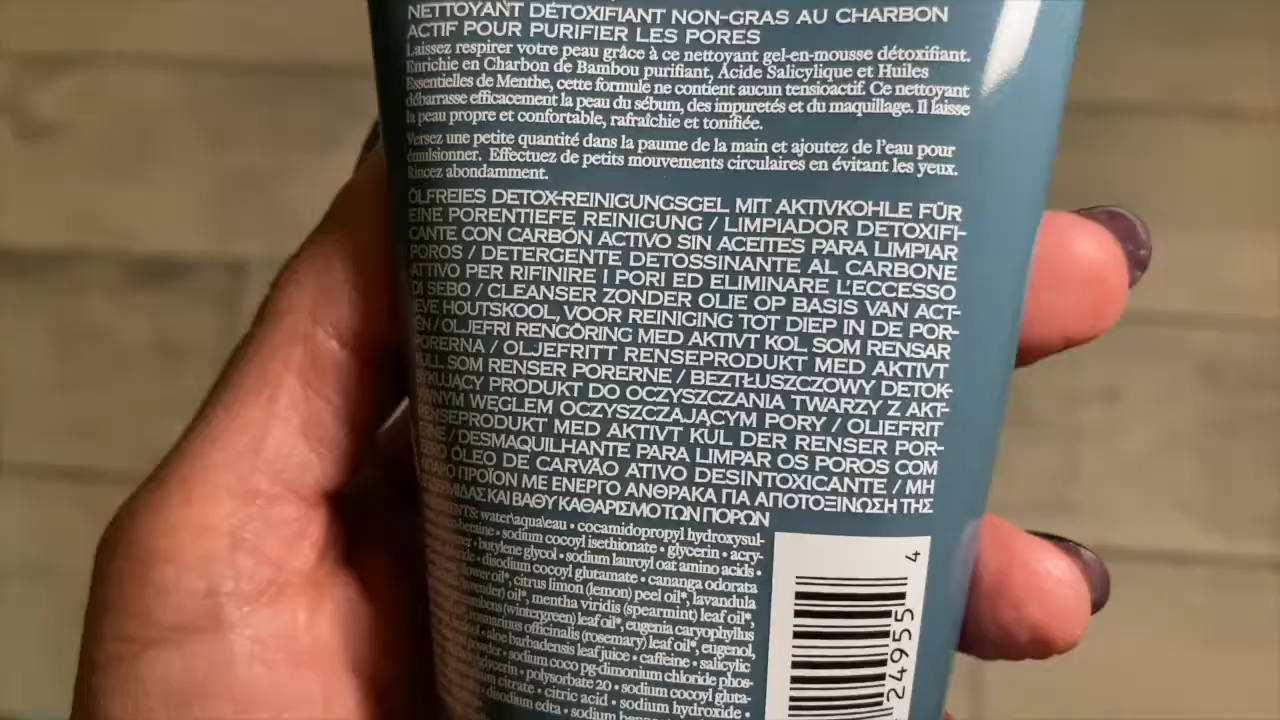 NETTOYANT DÉTOXIFIANT NON-GRAS AU CHARBON
ACTIF POUR PURIFIER LES PORES
Laissez respirer votre peau grâce à ce nettoyant gel-en-mousse détoxifiant.
Enrichie en Charbon de Bambou purifiant, Acide Salicylique et Huiles
Essentielles de Menthe, cette formule ne contient aucun tensioactif. Ce nettoyant
débarrasse efficacement la peau du sébum, des impuretés et du maquillage. Il laisse
la peau propre et confortable, rafraîchie et tonifiée.
Versez une petite quantité dans la paume de la main et ajoutez de l'eau pour
émulsionner. Effectuez de petits mouvements circulaires en évitant les yeux.
Rincez abondamment.
ÖLFREIES DETOX-REINIGUNGSGEL MIT AKTIVKOHLE FÜR
EINE PORENTIEFE REINIGUNG / LIMPIADOR DETOXIFI-
CANTE CON CARBÓN ACTIVO SIN ACEITES PARA LIMPIAR
POROS / DETERGENTE DETOSSINANTE AL CARBONE
ATTIVO PER RIFINIRE I PORI ED ELIMINARE L'ECCESSO
DI SEBO / CLEANSER ZONDER OLIE OP BASIS VAN ACT-
IEVE HOUTSKOOL, VOOR REINIGING TOT DIEP IN DE POR-
EN / OLJEFRI RENGÖRING MED AKTIVT KOL SOM RENSAR
PORERNA / OLJEFRITT RENSEPRODUKT MED AKTIVT
KULL SOM RENSER PORERNE / BEZTŁUSZCZOWY DETOK-
SYKUJĄCY PRODUKT DO OCZYSZCZANIA TWARZY Z AKT-
YWNYM WĘGLEM OCZYSZCZAJĄCYM PORY / OLIEFRIT
RENSEPRODUKT MED AKTIVT KUL DER RENSER POR-
/ DESMAQUILHANTE PARA LIMPAR OS POROS COM
ZERO ÓLEO DE CARVÃO ATIVO DESINTOXICANTE / ΜΗ
ΠΡΟΪΟΝ ΜΕ ΕΝΕΡΓΟ ΑΝΘΡΑΚΑ ΓΙΑ ΑΠΟΤΟΞΙΝΩΣΗ ΤΗΣ
ΚΑΙ ΒΑΘΥ ΚΑΘΑΡΙΣΜΟ ΤΩΝ ΠΟΡΩΝ
water\aqua\eau • cocamidopropyl hydroxysul-
• sodium cocoyl isethionate • glycerin • acry-
• butylene glycol • sodium lauroyl oat amino acids •
• disodium cocoyl glutamate • cananga odorata
oil*, citrus limon (lemon) peel oil*, lavandula
oil*, mentha viridis (spearmint) leaf oil*,
(wintergreen) leaf oil*, eugenia caryophyllus
officinalis (rosemary) leaf oil*, eugenol,
• aloe barbadensis leaf juice • caffeine • salicylic
powder • sodium coco pg-dimonium chloride phos-
• polysorbate 20 • sodium cocoyl gluta-
citrate • citric acid • sodium hydroxide •
disodium edta • sodium
24955 4